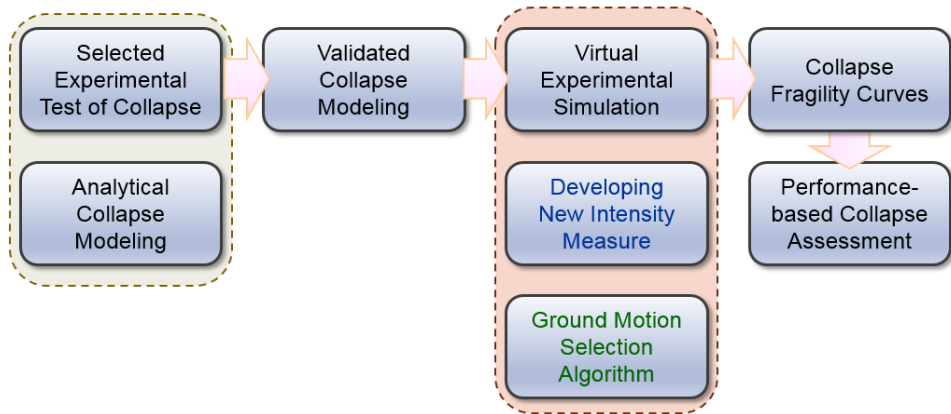 Selected
Experimental
Test of Collapse
Analytical
Collapse
Modeling
Validated
Collapse
Modeling
Virtual
Experimental
Simulation
Developing
New Intensity
Measure
Ground Motion
Selection
Algorithm
Collapse
Fragility Curves
Performance-
based Collapse
Assessment